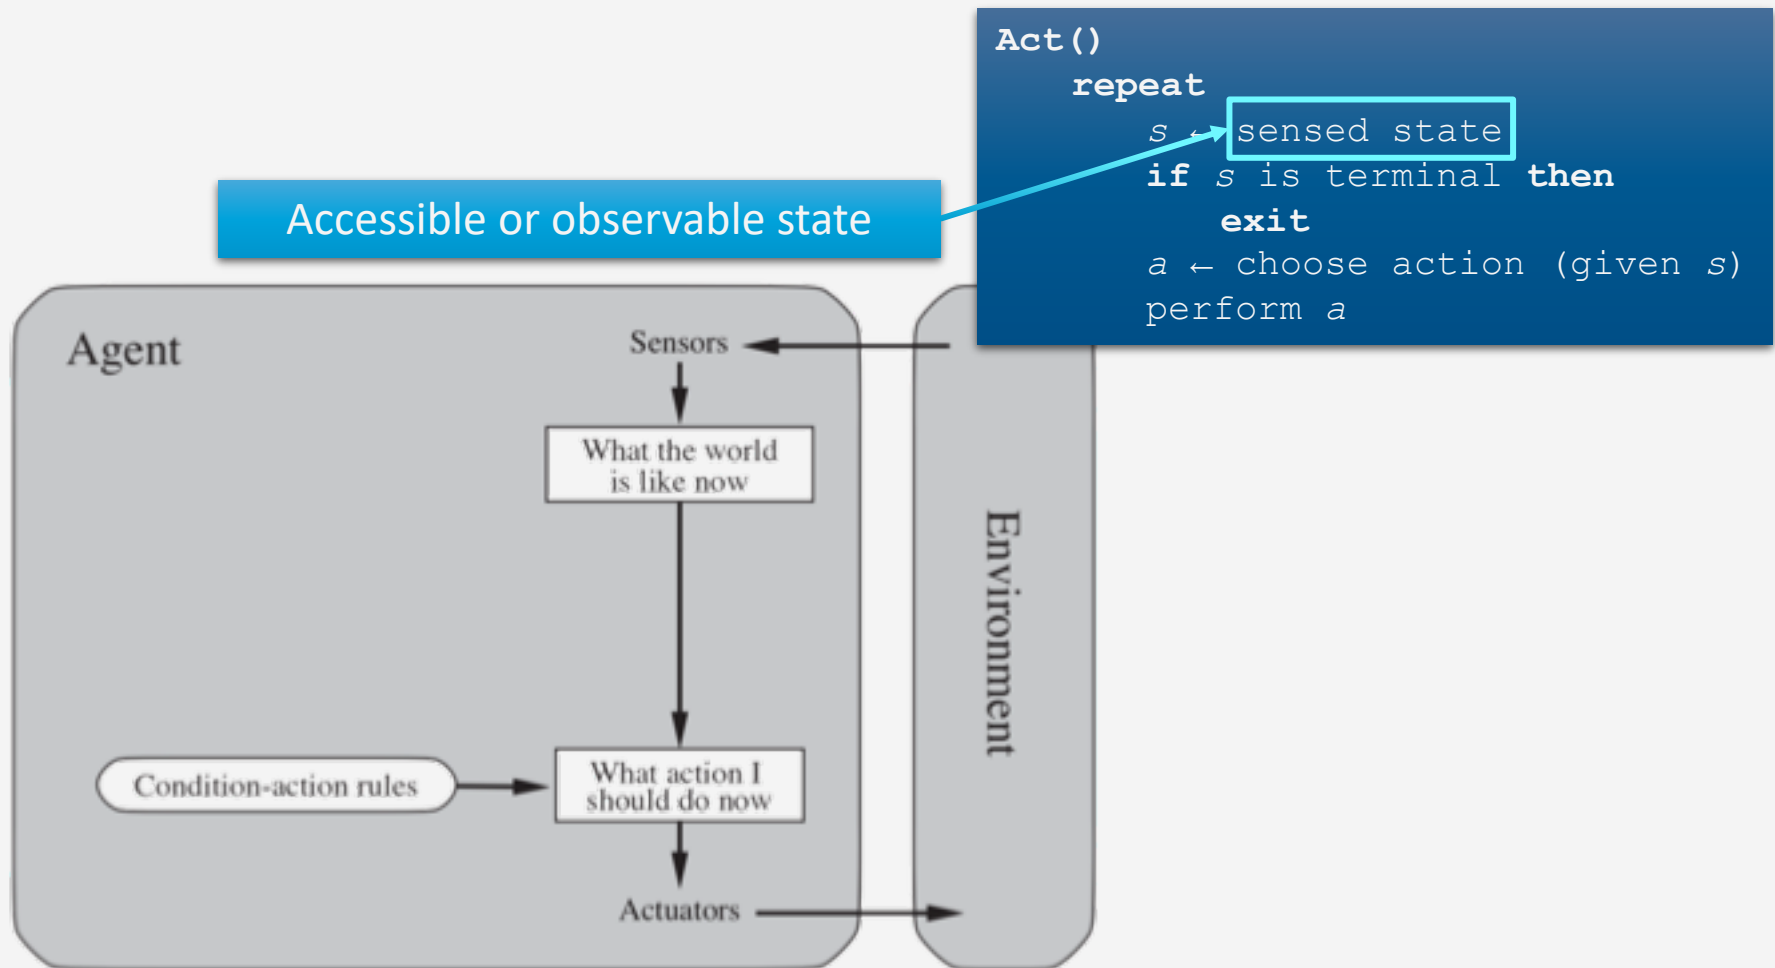 Act()
repeat
s ← sensed state
if s is terminal then
exit
a ← choose action (given s)
perform a
Accessible or observable state
Agent
Sensors
What the world
is like now
Environment
Condition-action rules
What action I
should do now
Actuators